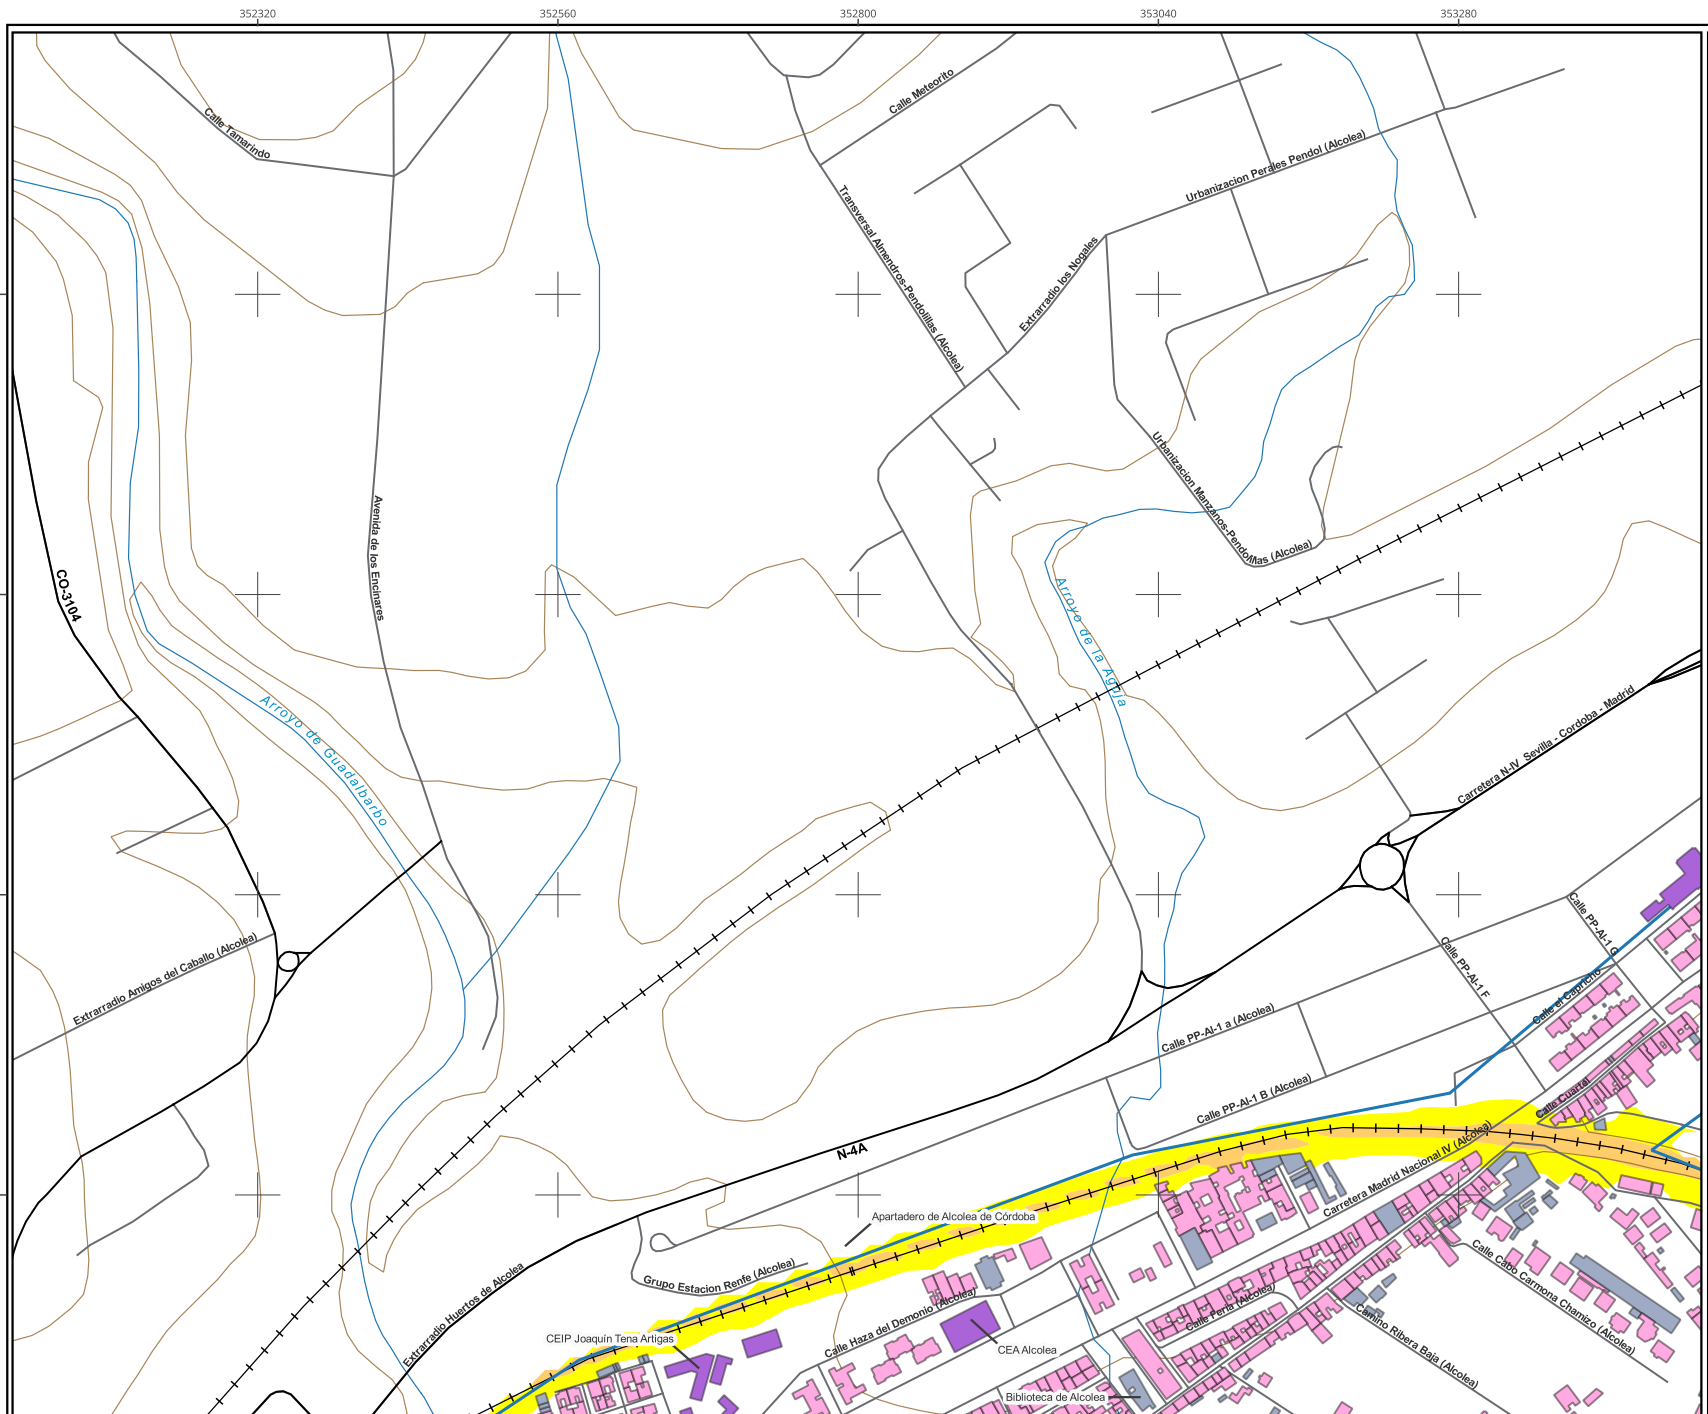 352320
352560
352800
353040
353280
Calle Meteorito
Calle Tamarindo
Urbanizacion Perales Pendol (Alcolea)
Transversal Almendros-Pendolillas (Alcolea)
Extrarradio los Nogales
Urbanizacion Manzanos-Pendolillas (Alcolea)
Avenida de los Encinares
CO-3104
Arroyo de la Aguja
Arroyo de Guadalbarbo
Carretera N-IV Sevilla - Cordoba - Madrid
Calle PP-Al-1 G
Calle PP-Al-1 F
Extrarradio Amigos del Caballo (Alcolea)
Calle el Capricho
Calle PP-Al-1 a (Alcolea)
Calle PP-Al-1 B (Alcolea)
Calle Cuartal
N-4A
Carretera Madrid Nacional IV (Alcolea)
Apartadero de Alcolea de Córdoba
Grupo Estacion Renfe (Alcolea)
Extrarradio Huertos de Alcolea
Calle Cabo Carmona Chamizo (Alcolea)
Calle Haza del Demonio (Alcolea)
Calle Feria (Alcolea)
Camino Ribera Baja (Alcolea)
CEIP Joaquín Tena Artigas
CEA Alcolea
Biblioteca de Alcolea